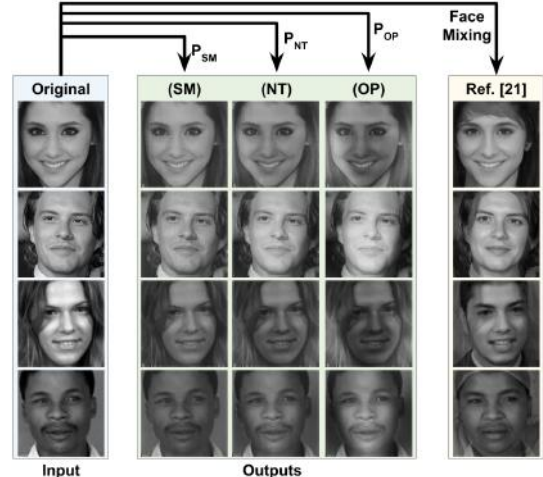 Face
Mixing
P_SM
P_NT
P_OP
Original
(SM)
(NT)
(OP)
Ref. [21]
Input
Outputs